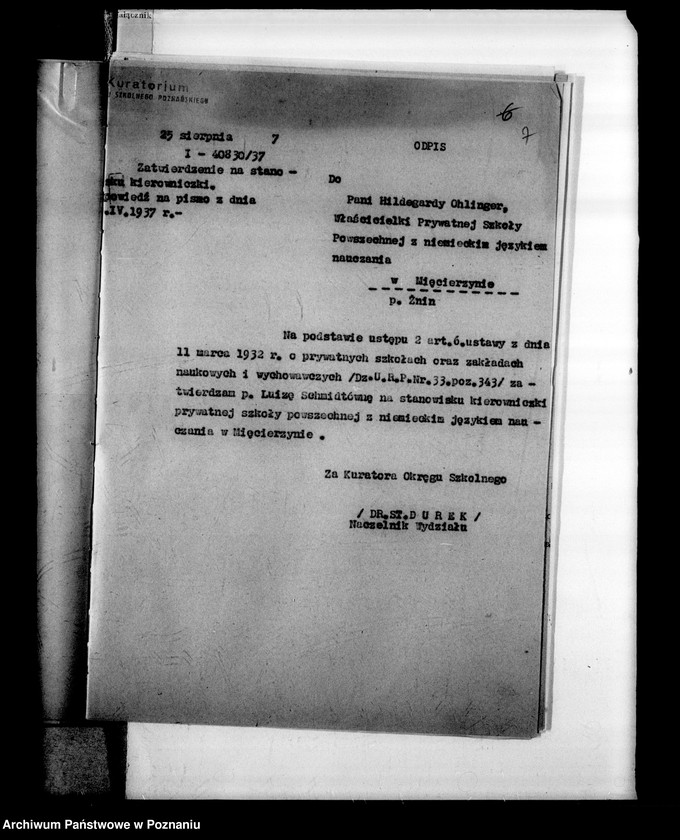 Kuratorium
SZKOLNEGO POZNAŃSKIEGO
6
7
25 sierpnia 7
ODPIS
I - 40830/37
Zatwierdzenie na stano -
sku kierowniczki.
powiedź na pismo z dnia
.IV.1937 r.-
Do
Pani Hildegardy Ohlinger,
Właścicielki Prywatnej Szkoły
Powszechnej z niemieckim językiem
nauczania
w Mięcierzynie
p. Żnin
Na podstawie ustępu 2 art.6.ustawy z dnia
11 marca 1932 r. o prywatnych szkołach oraz zakładach
naukowych i wychowawczych /Dz.U.R.P.Nr.33.poz.343/ za -
twierdzam p. Luizę Schmidtównę na stanowisku kierowniczki
prywatnej szkoły powszechnej z niemieckim językiem nau -
czania w Mięcierzynie .
Za Kuratora Okręgu Szkolnego
/ DR.ST.D U R E K /
Naczelnik Wydziału
Archiwum Państwowe w Poznaniu